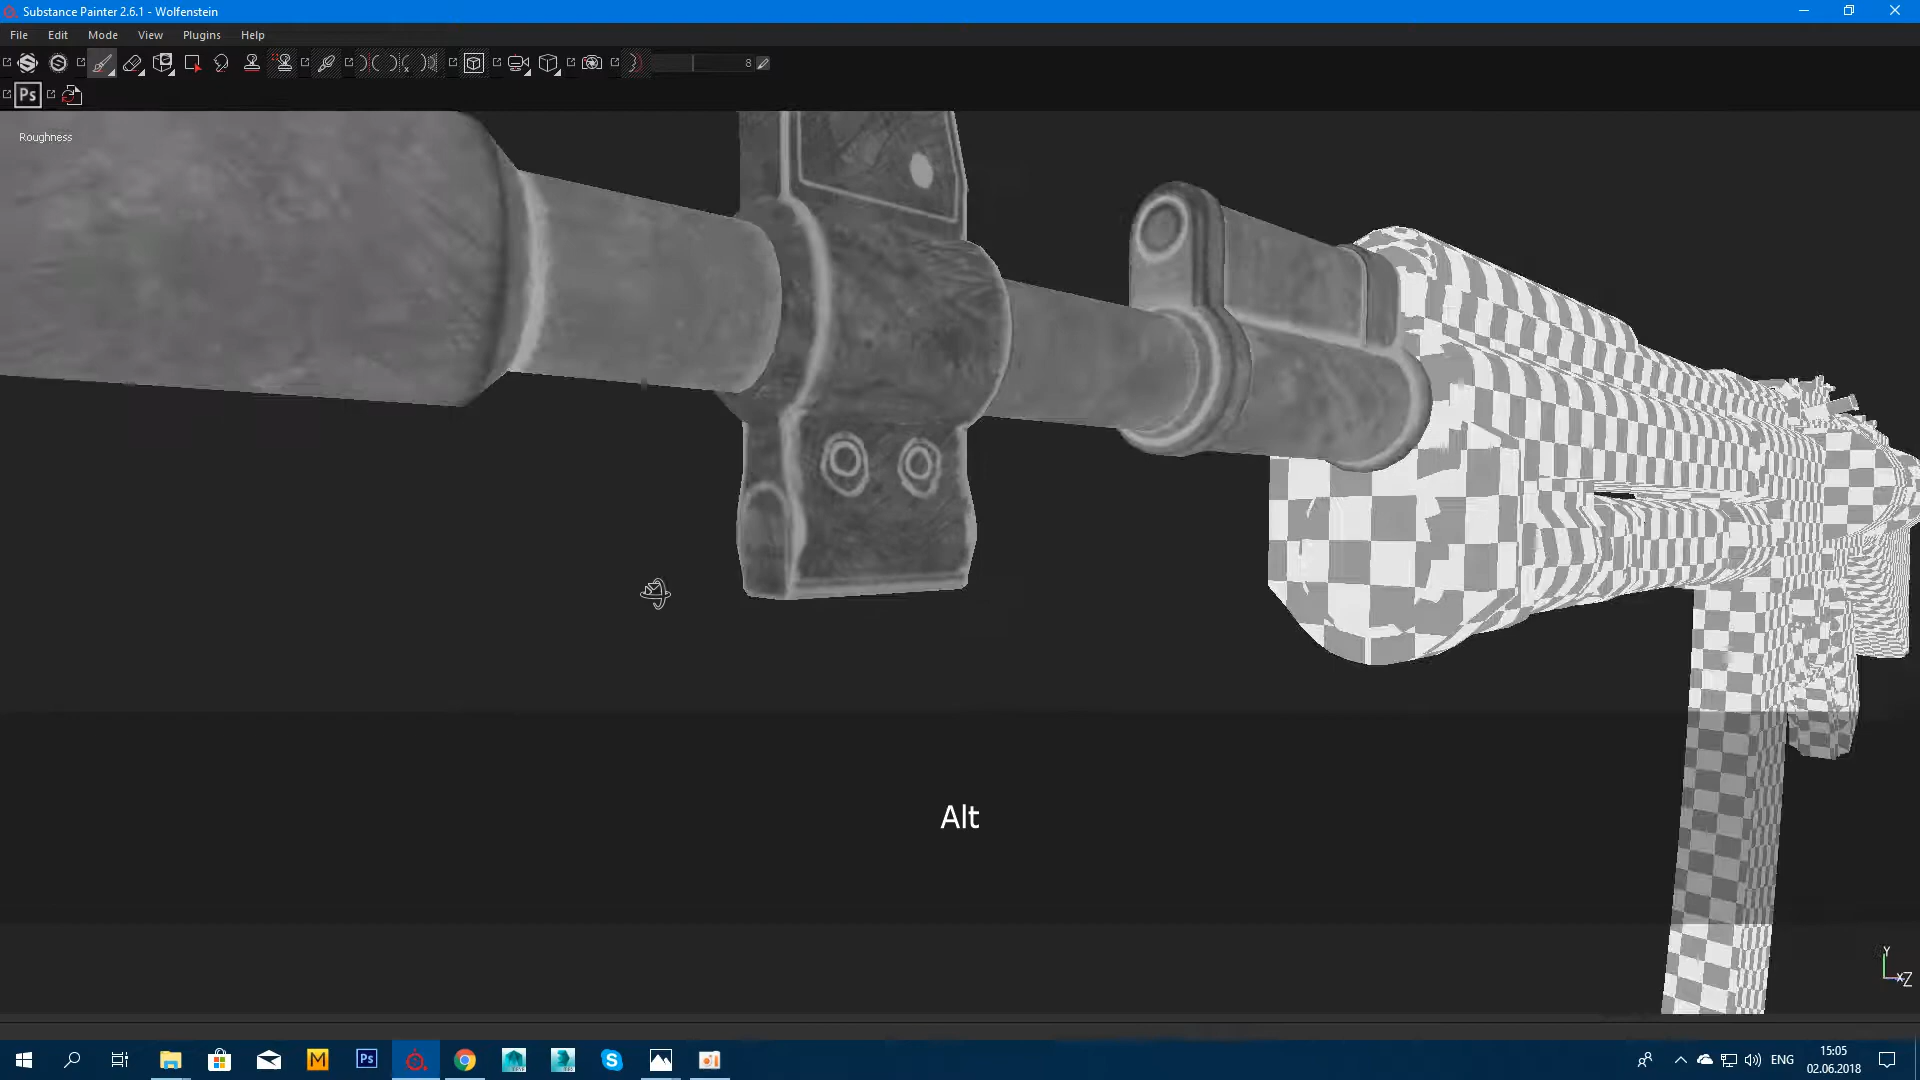 Substance Painter 2.6.1 - Wolfenstein
File Edit Mode View Plugins Help
8
Ps
Roughness
Alt
Y
X Z
Ps
ENG
15:05
02.06.2018